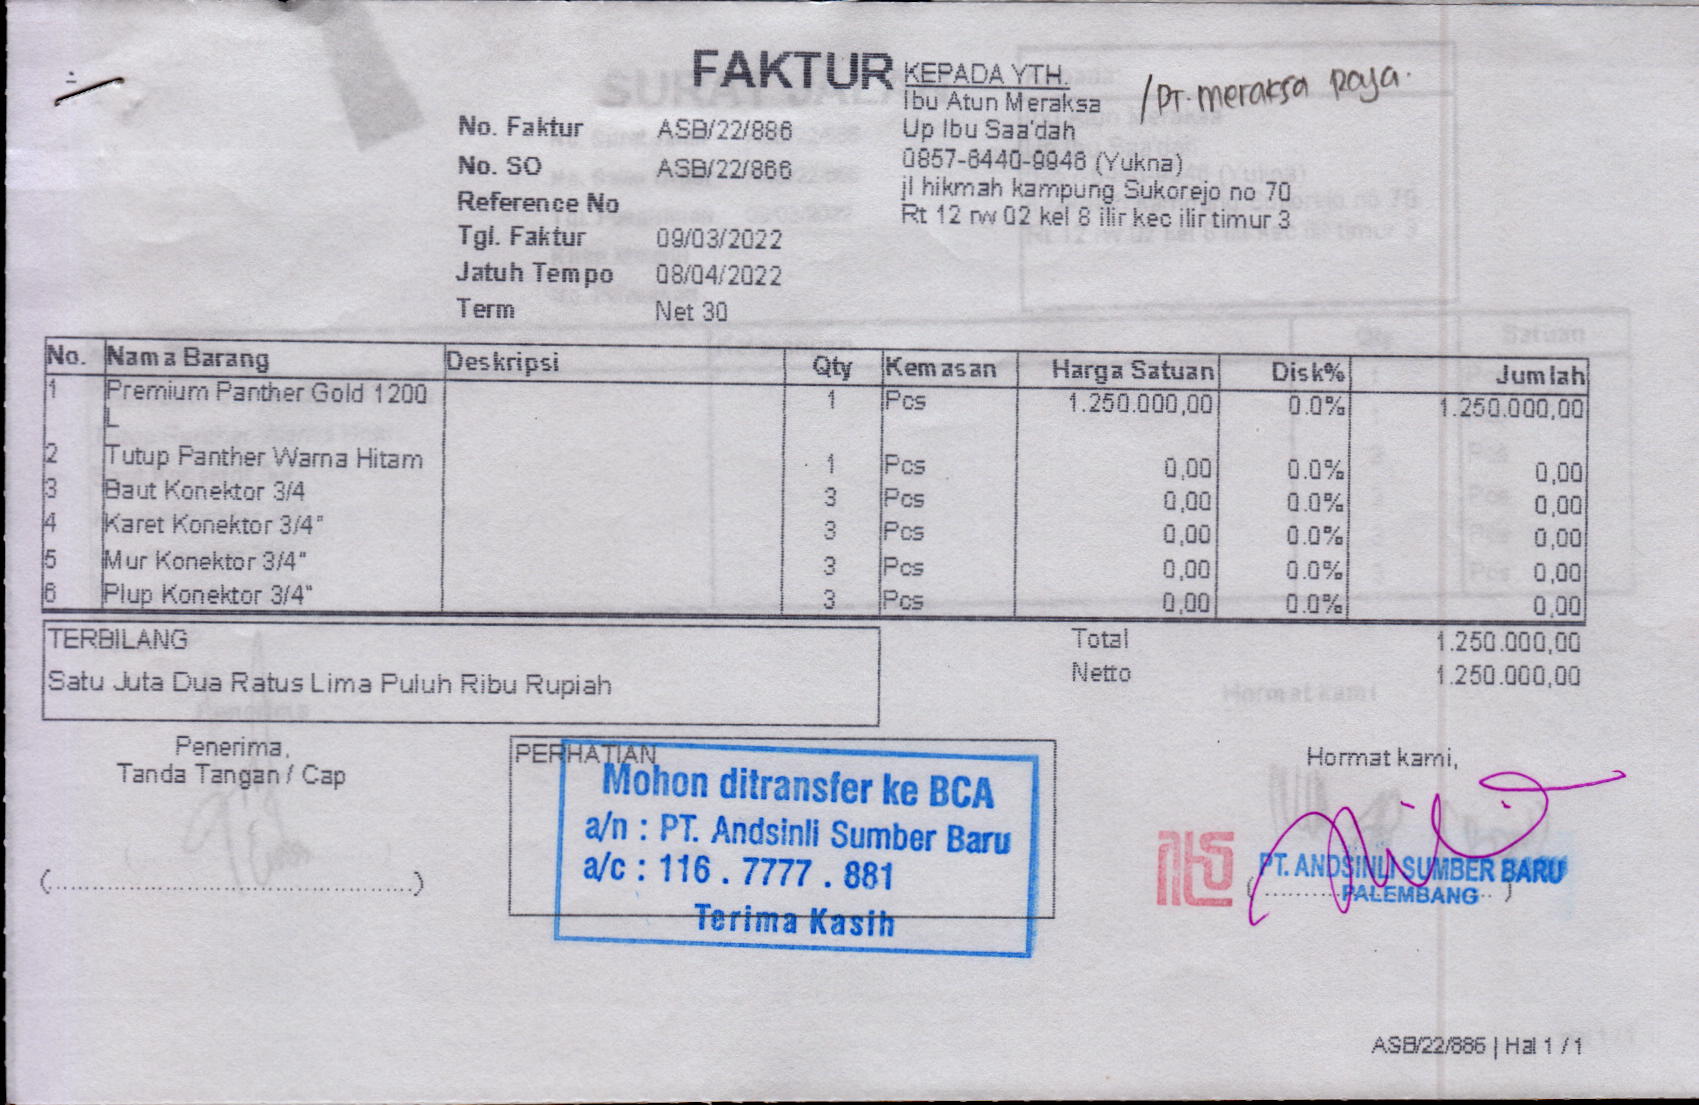 FAKTUR
KEPADA YTH.
Ibu Atun Meraksa
/PT. meraksa Raya.
Up Ibu Saa'dah
0857-6440-9946 (Yukna)
jl hikmah kampung Sukorejo no 70
Rt 12 rw 02 kel 8 ilir kec ilir timur 3
No. Faktur ASB/22/886
No. SO ASB/22/866
Reference No
Tgl. Faktur 09/03/2022
Jatuh Tempo 08/04/2022
Term Net 30
No. Nama Barang Deskripsi Qty Kemasan Harga Satuan Disk% Jumlah
1 Premium Panther Gold 1200 1 Pcs 1.250.000,00 0.0% 1.250.000,00
L
2 Tutup Panther Warna Hitam 1 Pcs 0,00 0.0% 0,00
3 Baut Konektor 3/4 3 Pcs 0,00 0.0% 0,00
4 Karet Konektor 3/4" 3 Pcs 0,00 0.0% 0,00
5 Mur Konektor 3/4" 3 Pcs 0,00 0.0% 0,00
6 Plup Konektor 3/4" 3 Pcs 0,00 0.0% 0,00
TERBILANG
Satu Juta Dua Ratus Lima Puluh Ribu Rupiah
Total 1.250.000,00
Netto 1.250.000,00
Penerima,
Tanda Tangan / Cap
(........................................)
PERHATIAN
Mohon ditransfer ke BCA
a/n : PT. Andsinli Sumber Baru
a/c : 116 . 7777 . 881
Terima Kasih
Hormat kami,
PT. ANDSINLI SUMBER BARU
PALEMBANG
ASB/22/886 | Hal 1 / 1